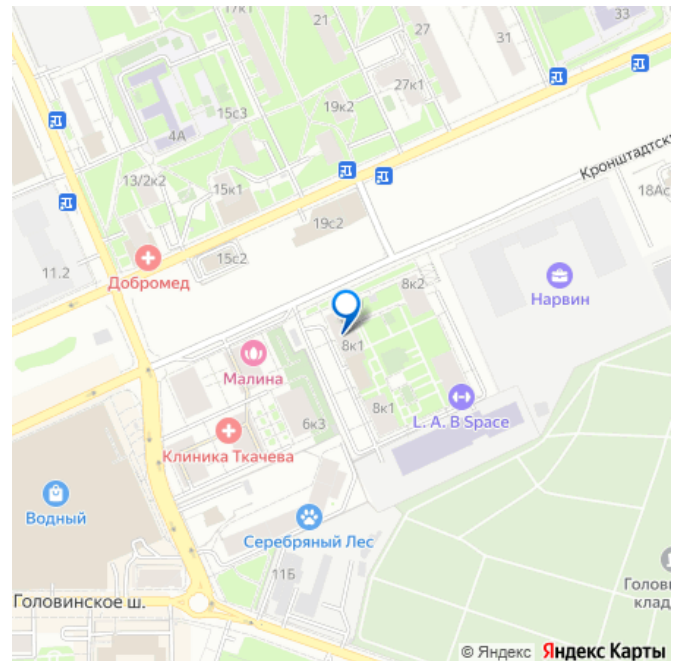 17к1
21
27
31
33
27к1
15с3
19к2
4А
Кронштадтск
13/2к2
15к1
18Ас
19с2
11.2
15с2
Добромед
8к2
Нарвин
8к1
Малина
8к1
6к3
L. A. B Space
Клиника Ткачева
Водный
Серебряный Лес
11Б
Голови
клад
Головинское ш.
© Яндекс Яндекс Карты